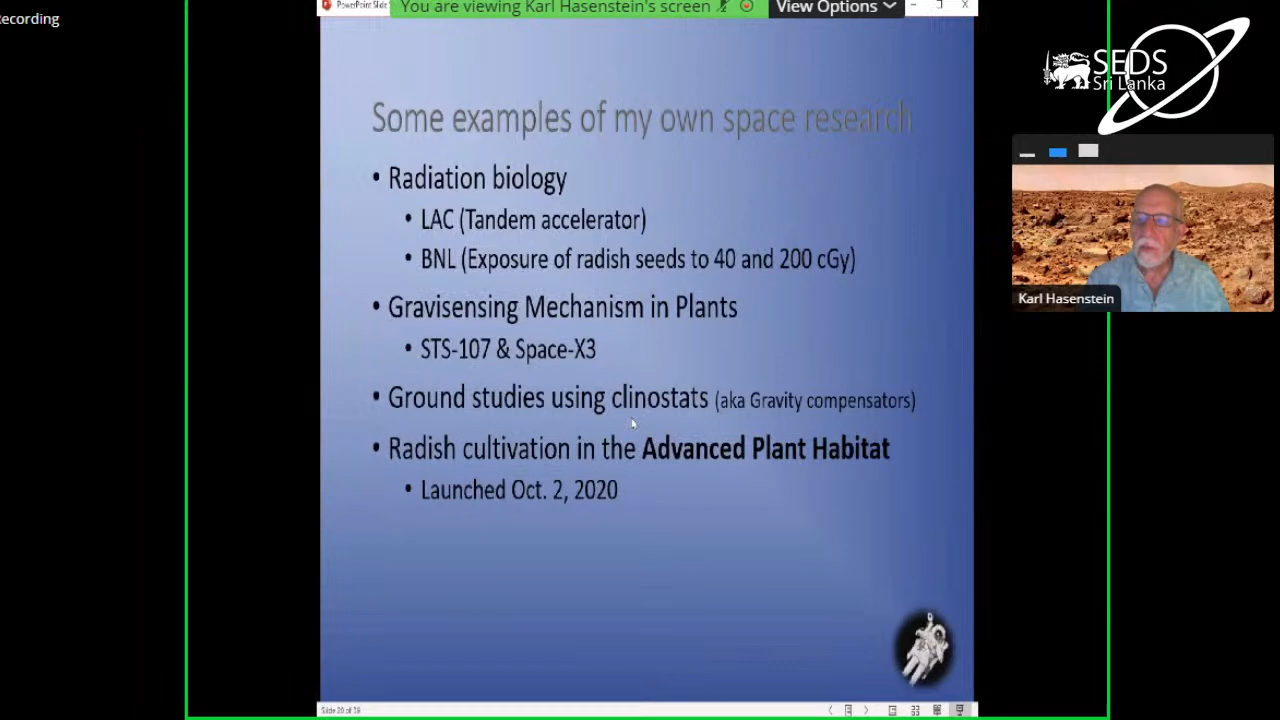 ecording
PowerPoint Slide
You are viewing Karl Hasenstein's screen
View Options
SEDS
Sri Lanka
Some examples of my own space research
• Radiation biology
• LAC (Tandem accelerator)
• BNL (Exposure of radish seeds to 40 and 200 cGy)
• Gravisensing Mechanism in Plants
• STS-107 & Space-X3
• Ground studies using clinostats (aka Gravity compensators)
• Radish cultivation in the Advanced Plant Habitat
• Launched Oct. 2, 2020
Karl Hasenstein
Slide 20 of 39